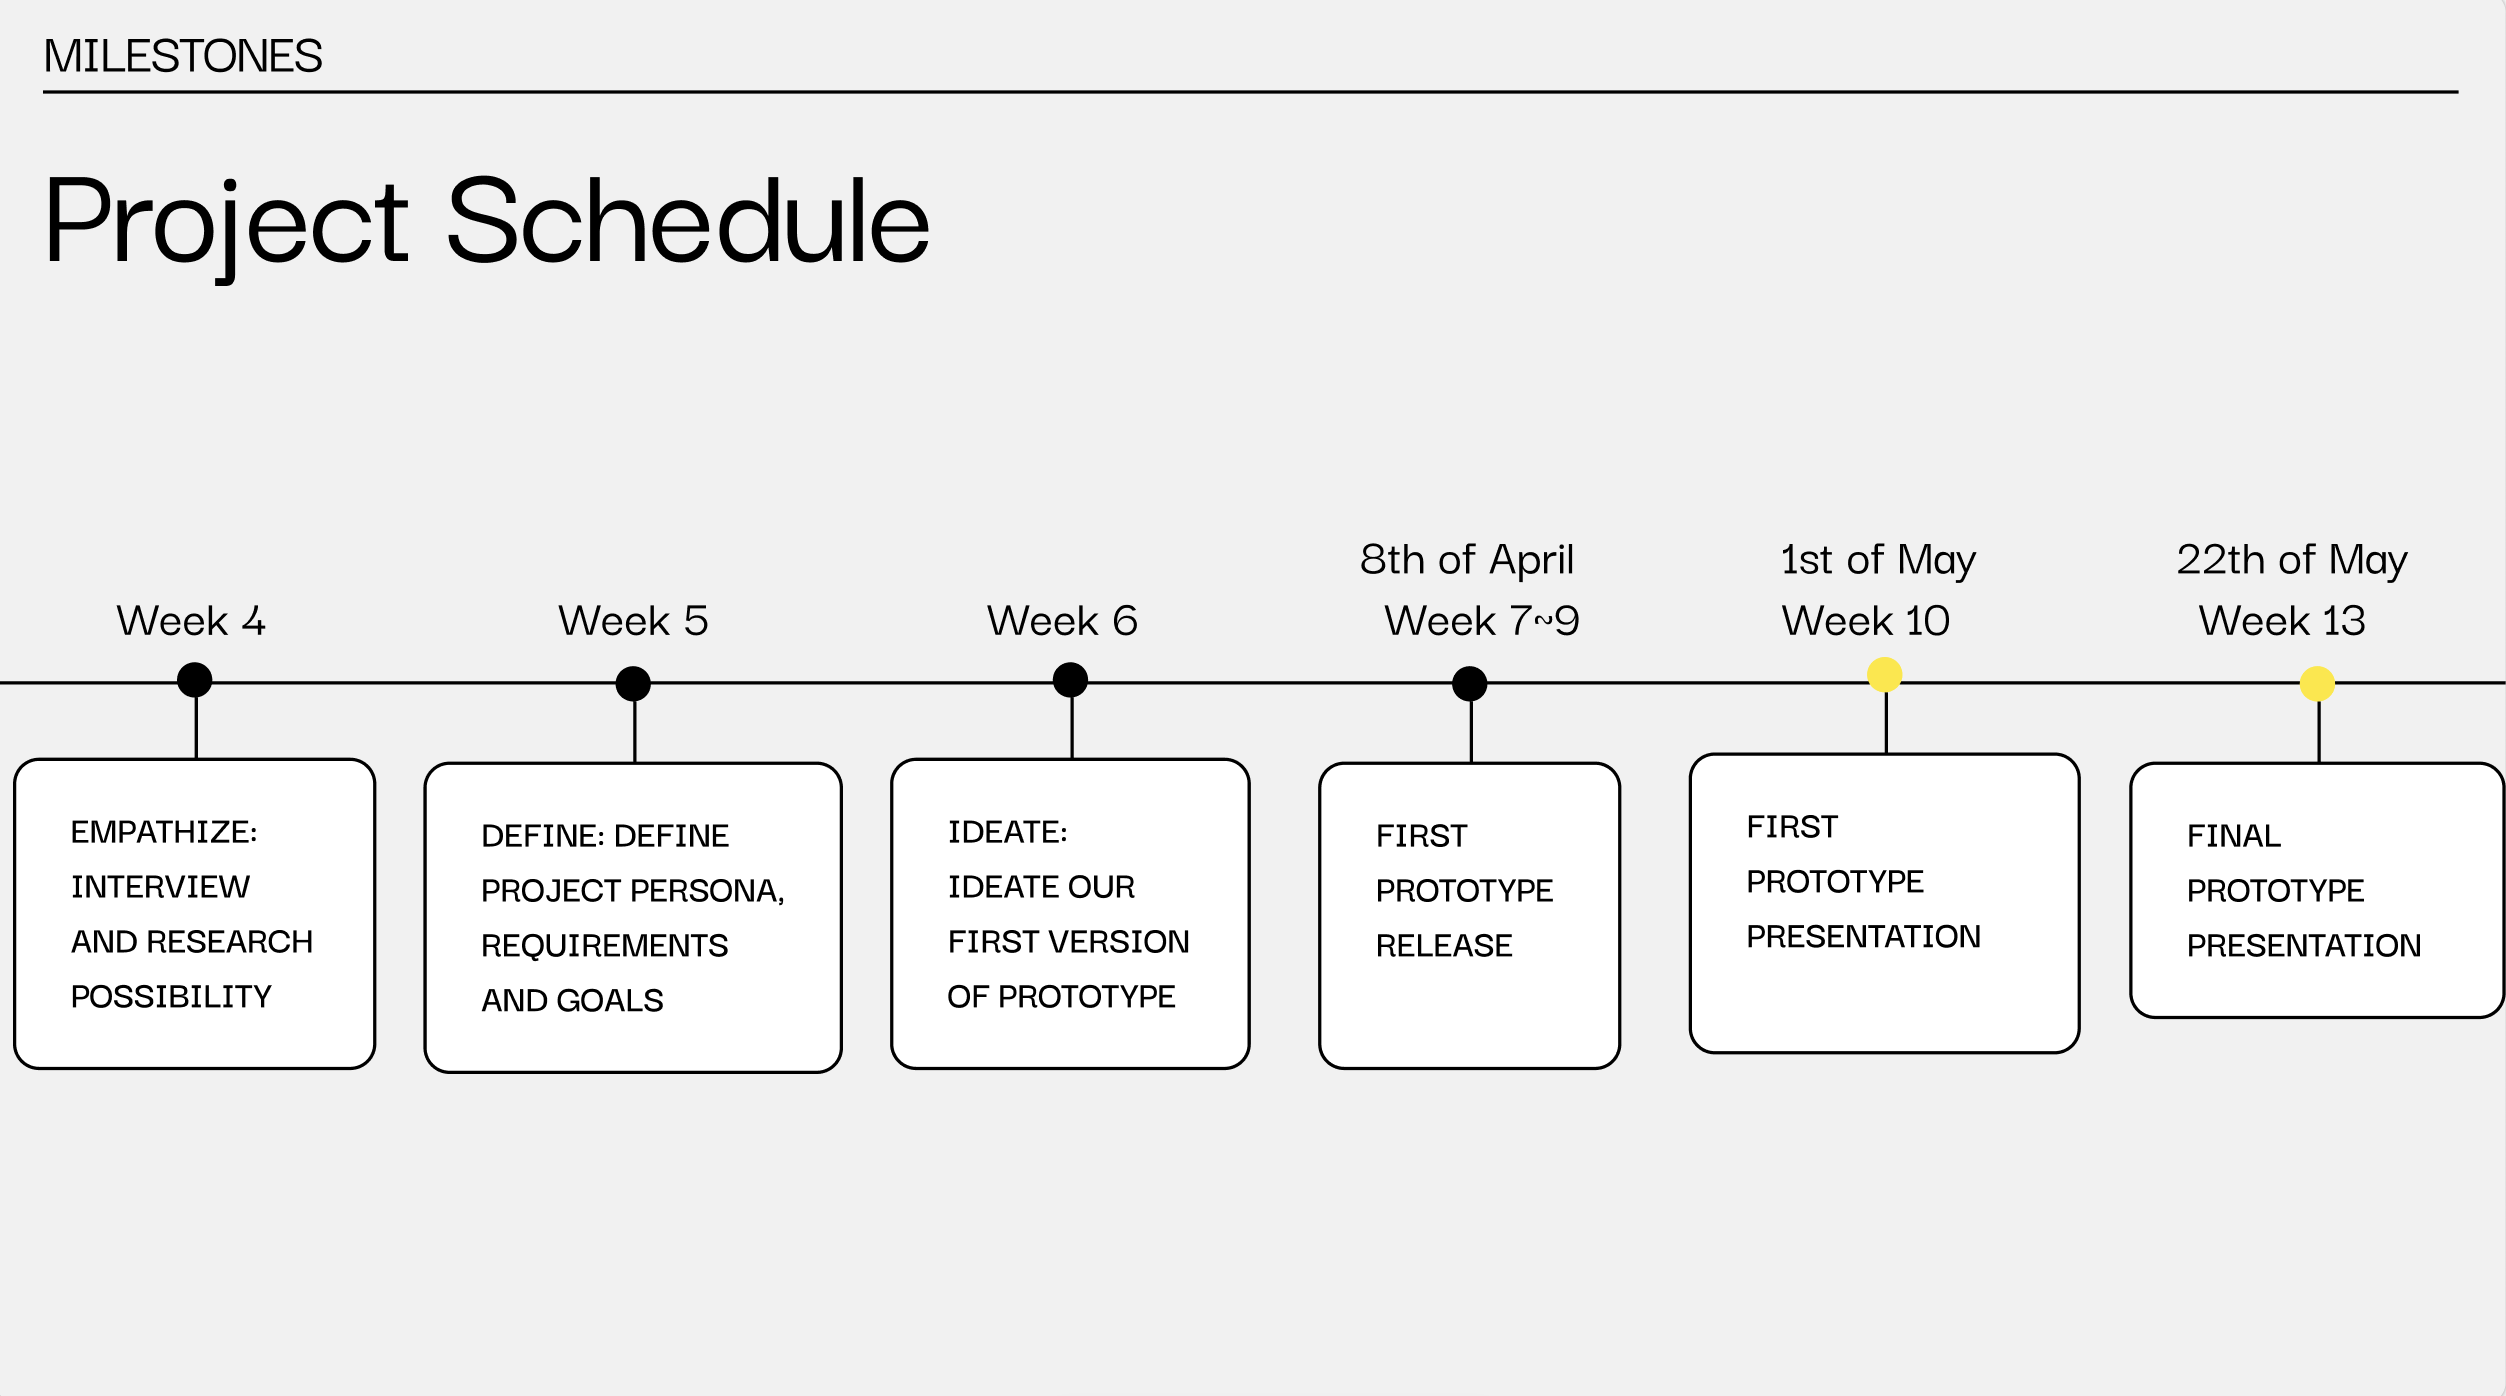 MILESTONES
Project Schedule
Week 4
Week 5
Week 6
8th of April
Week 7~9
1st of May
Week 10
22th of May
Week 13
EMPATHIZE:
INTERVIEW
AND RESEARCH
POSSIBILITY
DEFINE: DEFINE
PROJECT PERSONA,
REQUIREMENTS
AND GOALS
IDEATE:
IDEATE OUR
FIRST VERSION
OF PROTOTYPE
FIRST
PROTOTYPE
RELEASE
FIRST
PROTOTYPE
PRESENTATION
FINAL
PROTOTYPE
PRESENTATION